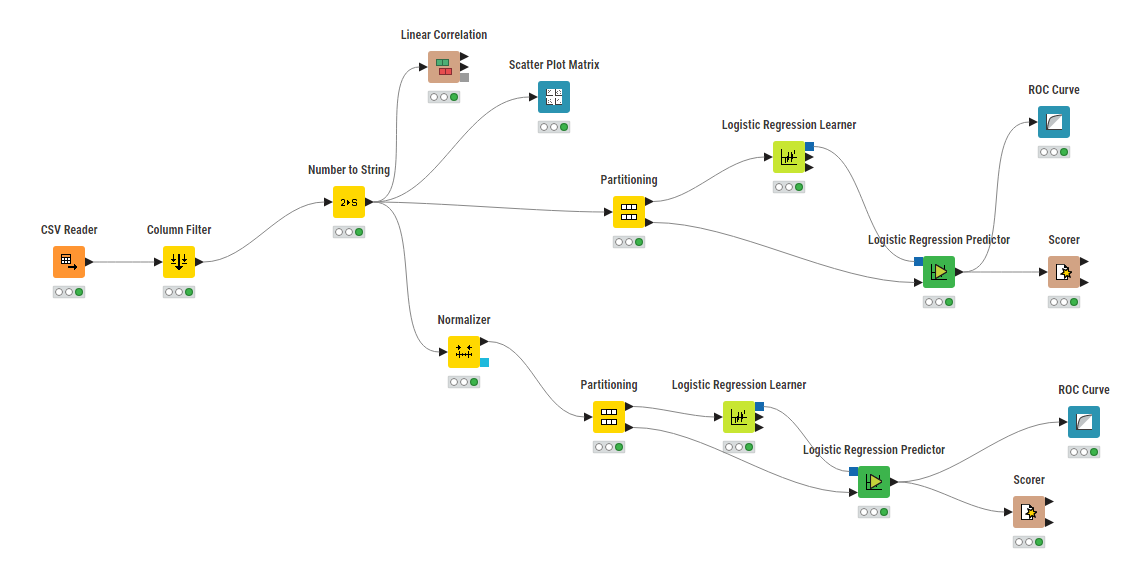 Linear Correlation
Scatter Plot Matrix
ROC Curve
Logistic Regression Learner
Number to String
2▸S
Partitioning
CSV Reader
Column Filter
Logistic Regression Predictor
Scorer
Normalizer
Partitioning
Logistic Regression Learner
ROC Curve
Logistic Regression Predictor
Scorer